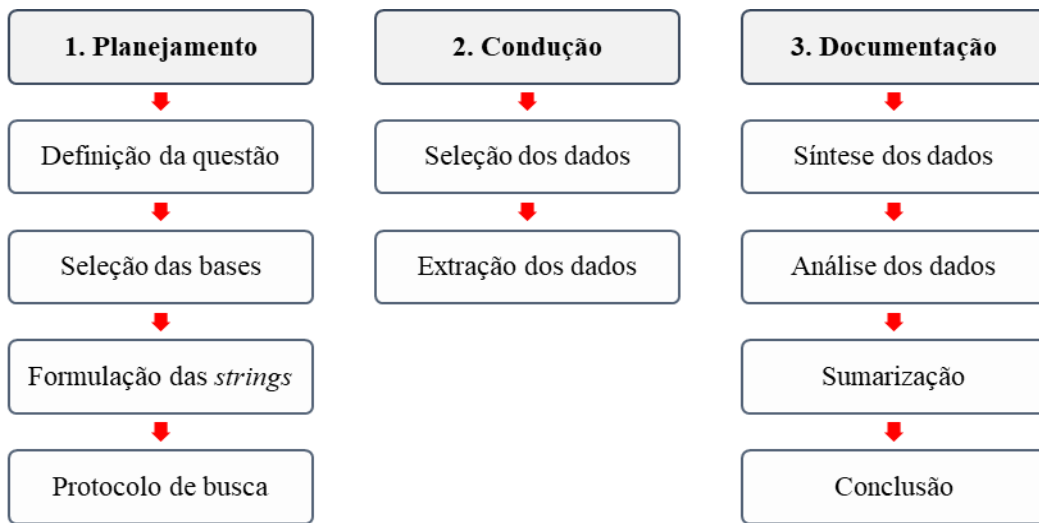 1. Planejamento
Definição da questão
Seleção das bases
Formulação das strings
Protocolo de busca
2. Condução
Seleção dos dados
Extração dos dados
3. Documentação
Síntese dos dados
Análise dos dados
Sumarização
Conclusão